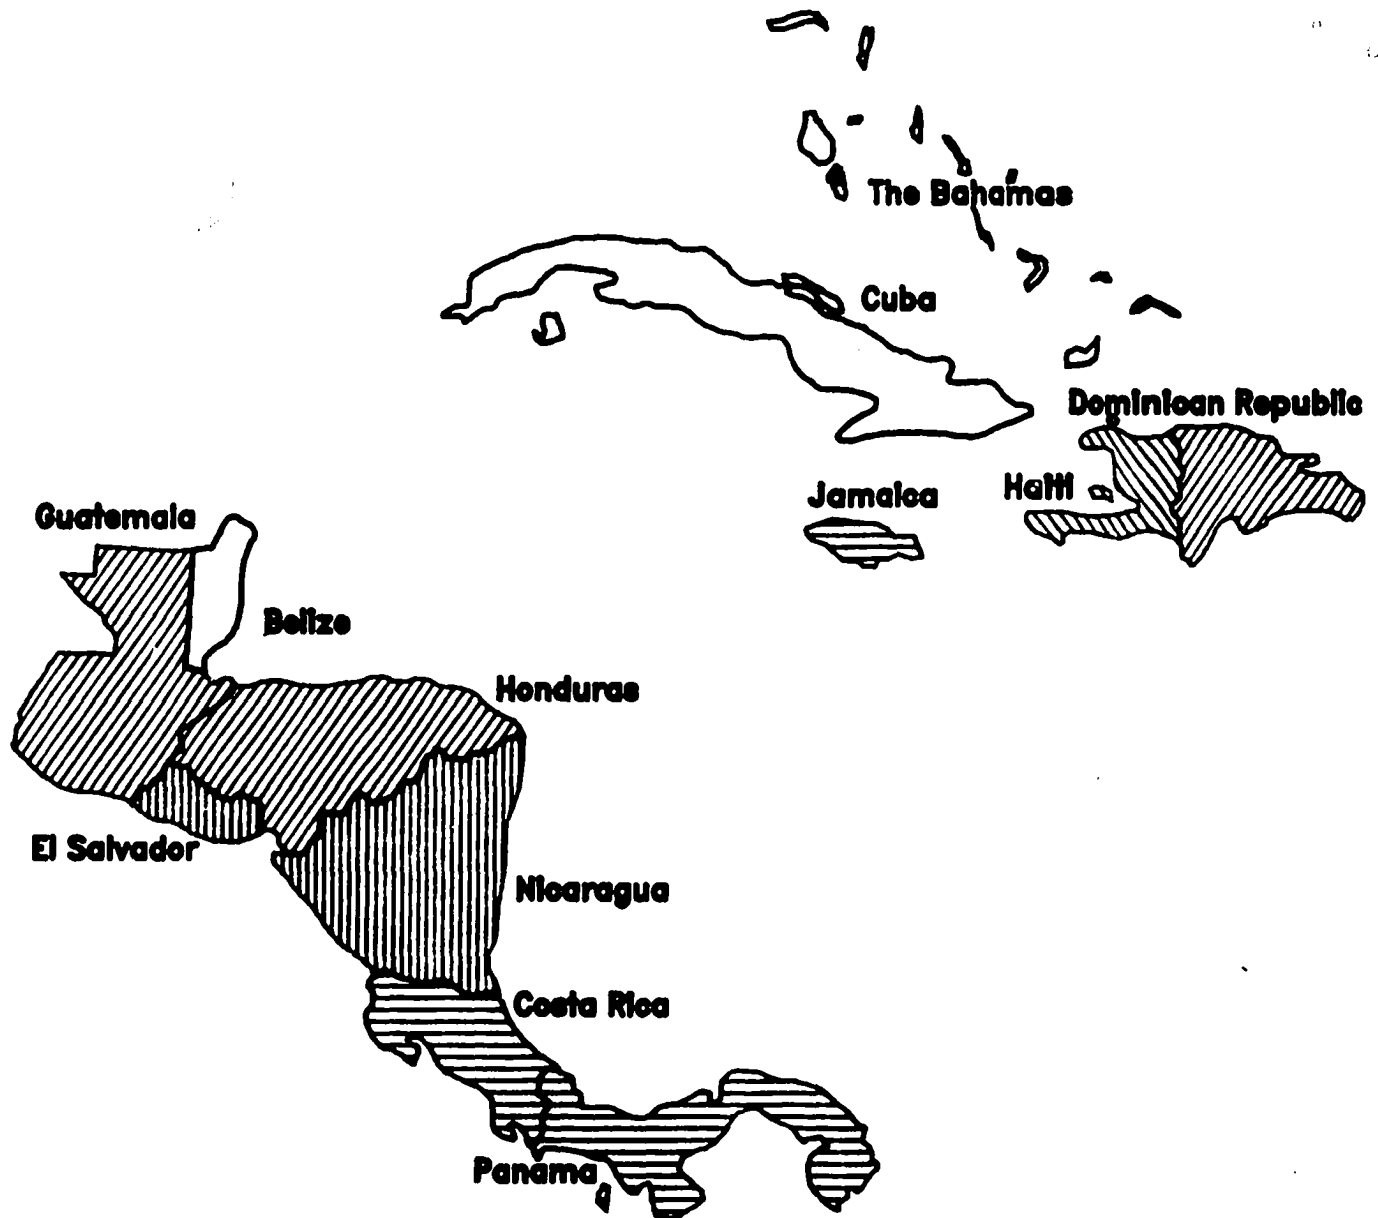 The Bahamas
Cuba
Dominican Republic
Jamaica
Haiti
Guatemala
Belize
Honduras
El Salvador
Nicaragua
Costa Rica
Panama